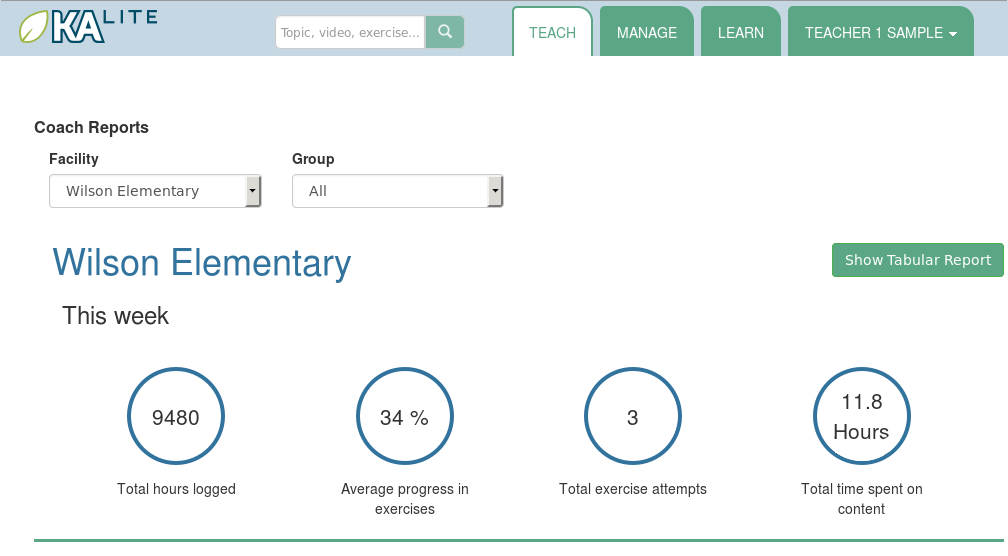 KA LITE
Topic, video, exercise...
TEACH
MANAGE
LEARN
TEACHER 1 SAMPLE
Coach Reports
Facility
Group
Wilson Elementary
All
Wilson Elementary
Show Tabular Report
This week
9480
34 %
3
11.8
Hours
Total hours logged
Average progress in
exercises
Total exercise attempts
Total time spent on
content